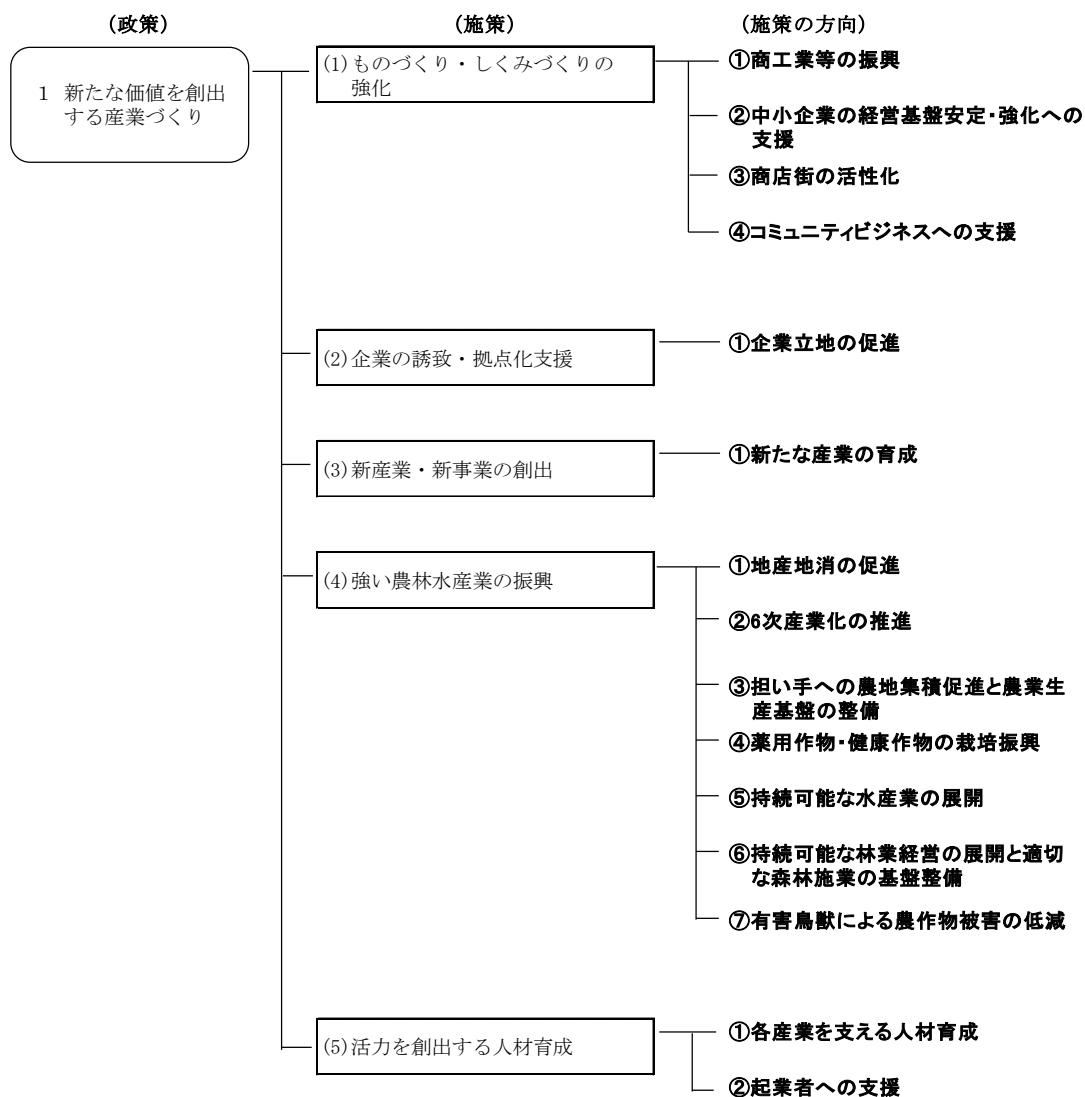 （政策）　（施策）　（施策の方向）
1 新たな価値を創出
する産業づくり
(1)ものづくり・しくみづくりの
強化
①商工業等の振興
②中小企業の経営基盤安定・強化への
支援
③商店街の活性化
④コミュニティビジネスへの支援
(2)企業の誘致・拠点化支援
①企業立地の促進
(3)新産業・新事業の創出
①新たな産業の育成
(4)強い農林水産業の振興
①地産地消の促進
②6次産業化の推進
③担い手への農地集積促進と農業生
産基盤の整備
④薬用作物・健康作物の栽培振興
⑤持続可能な水産業の展開
⑥持続可能な林業経営の展開と適切
な森林施業の基盤整備
⑦有害鳥獣による農作物被害の低減
(5)活力を創出する人材育成
①各産業を支える人材育成
②起業者への支援